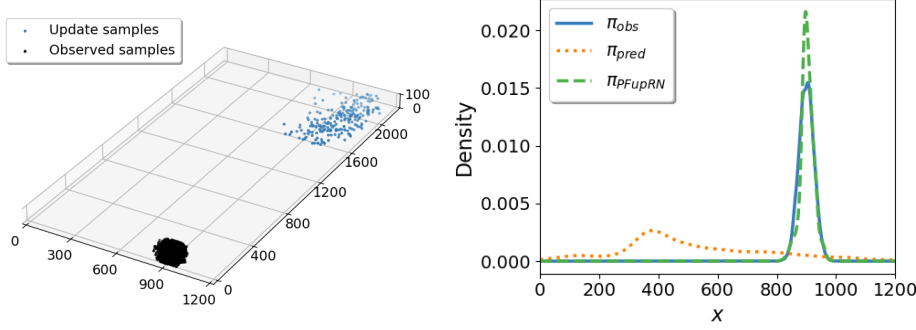 Update samples
Observed samples
0
300
600
900
1200
0
400
800
1200
1600
2000
0
100
Density
0.020
0.015
0.010
0.005
0.000
π_obs
π_pred
π_PFupRN
0 200 400 600 800 1000 1200
x